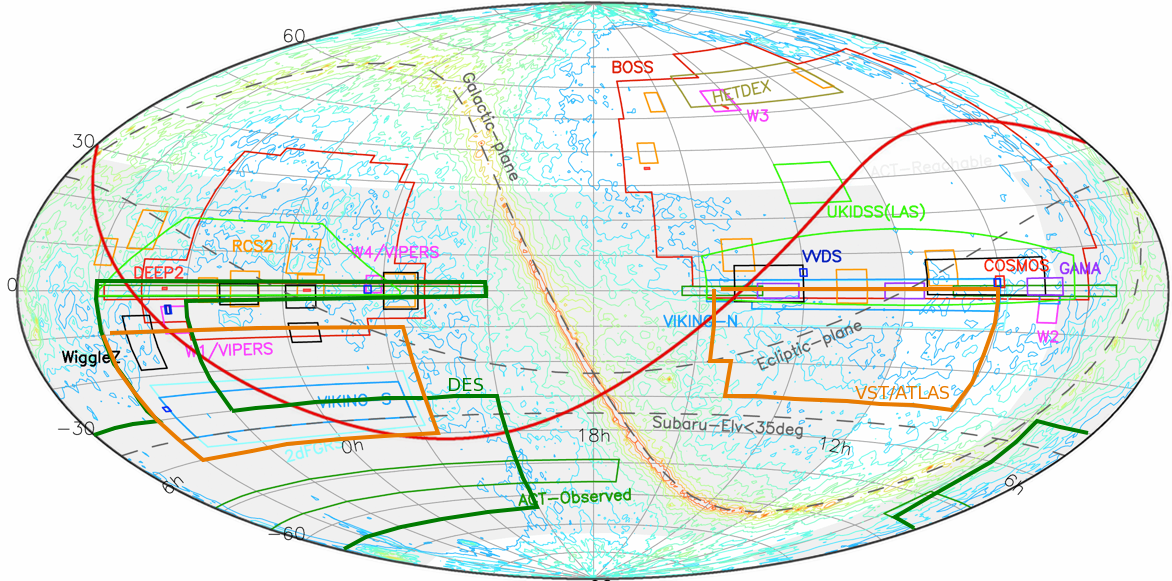 60
BOSS
HETDEX
W3
Galactic-plane
30
ACT-Reachable
UKIDSS(LAS)
RCS2
W4/VIPERS
DEEP2
VVDS
COSMOS
GAMA
0
VIKING-N
W2
Ecliptic-plane
WiggleZ
W1/VIPERS
DES
VST/ATLAS
VIKING-S
-30
Subaru-Elv<35deg
18h
12h
0h
6h
6h
ACT-Observed
-60